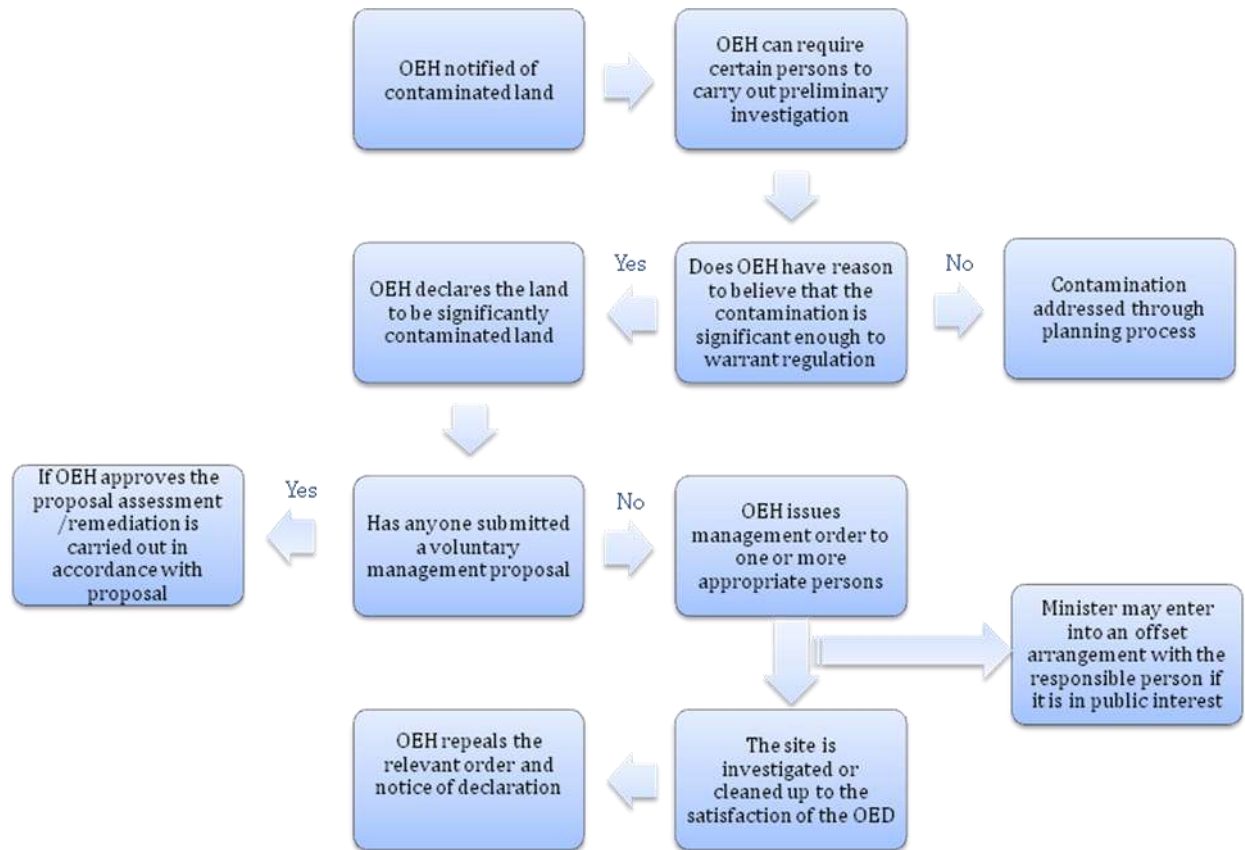 OEH notified of
contaminated land
OEH can require
certain persons to
carry out preliminary
investigation
OEH declares the land
to be significantly
contaminated land
Yes
Does OEH have reason
to believe that the
contamination is
significant enough to
warrant regulation
No
Contamination
addressed through
planning process
If OEH approves the
proposal assessment
/remediation is
carried out in
accordance with
proposal
Yes
Has anyone submitted
a voluntary
management proposal
No
OEH issues
management order to
one or more
appropriate persons
Minister may enter
into an offset
arrangement with the
responsible person if
it is in public interest
OEH repeals the
relevant order and
notice of declaration
The site is
investigated or
cleaned up to the
satisfaction of the OED